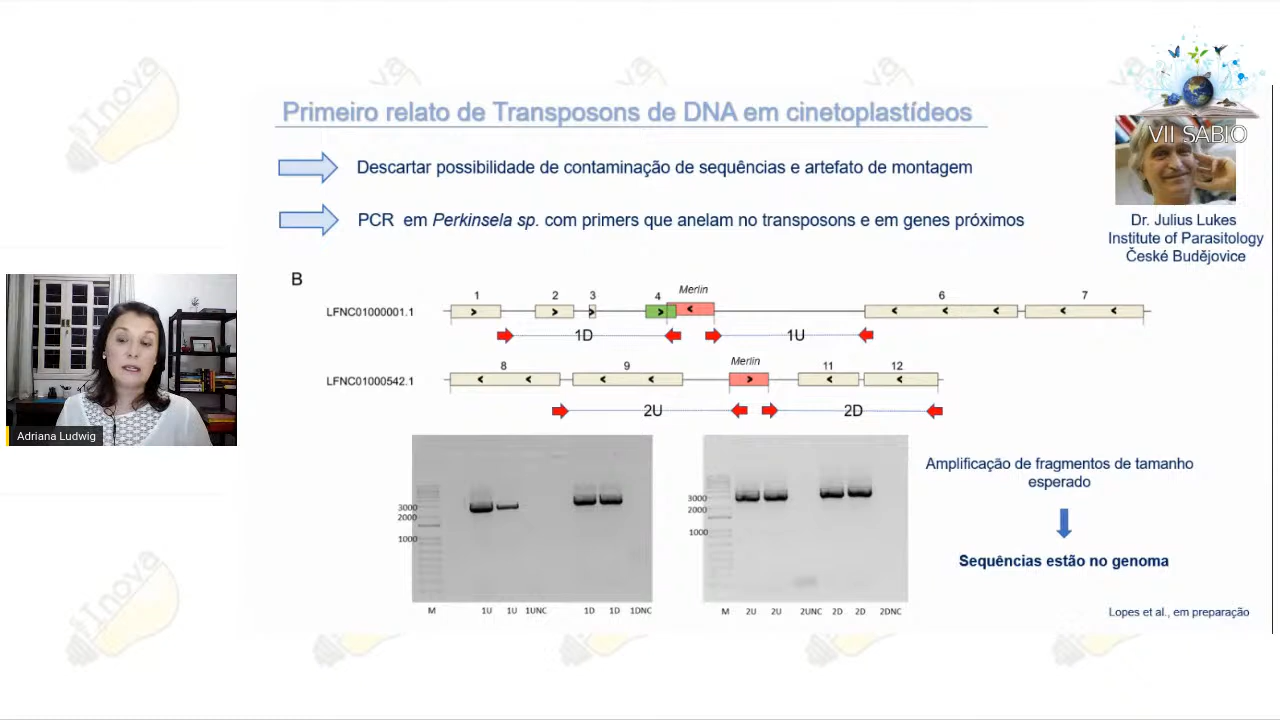 Inova
VII SABIO
Primeiro relato de Transposons de DNA em cinetoplastídeos
Descartar possibilidade de contaminação de sequências e artefato de montagem
PCR em Perkinsela sp. com primers que anelam no transposons e em genes próximos
Dr. Julius Lukes
Institute of Parasitology
České Budějovice
B
1 2 3 4 Merlin 6 7
LFNC01000001.1
1D 1U
8 9 Merlin 11 12
LFNC01000542.1
2U 2D
Adriana Ludwig
3000
2000
1000
M 1U 1U 1UNC 1D 1D 1DNC
3000
2000
1000
M 2U 2U 2UNC 2D 2D 2DNC
Amplificação de fragmentos de tamanho
esperado
Sequências estão no genoma
Lopes et al., em preparação
Inova